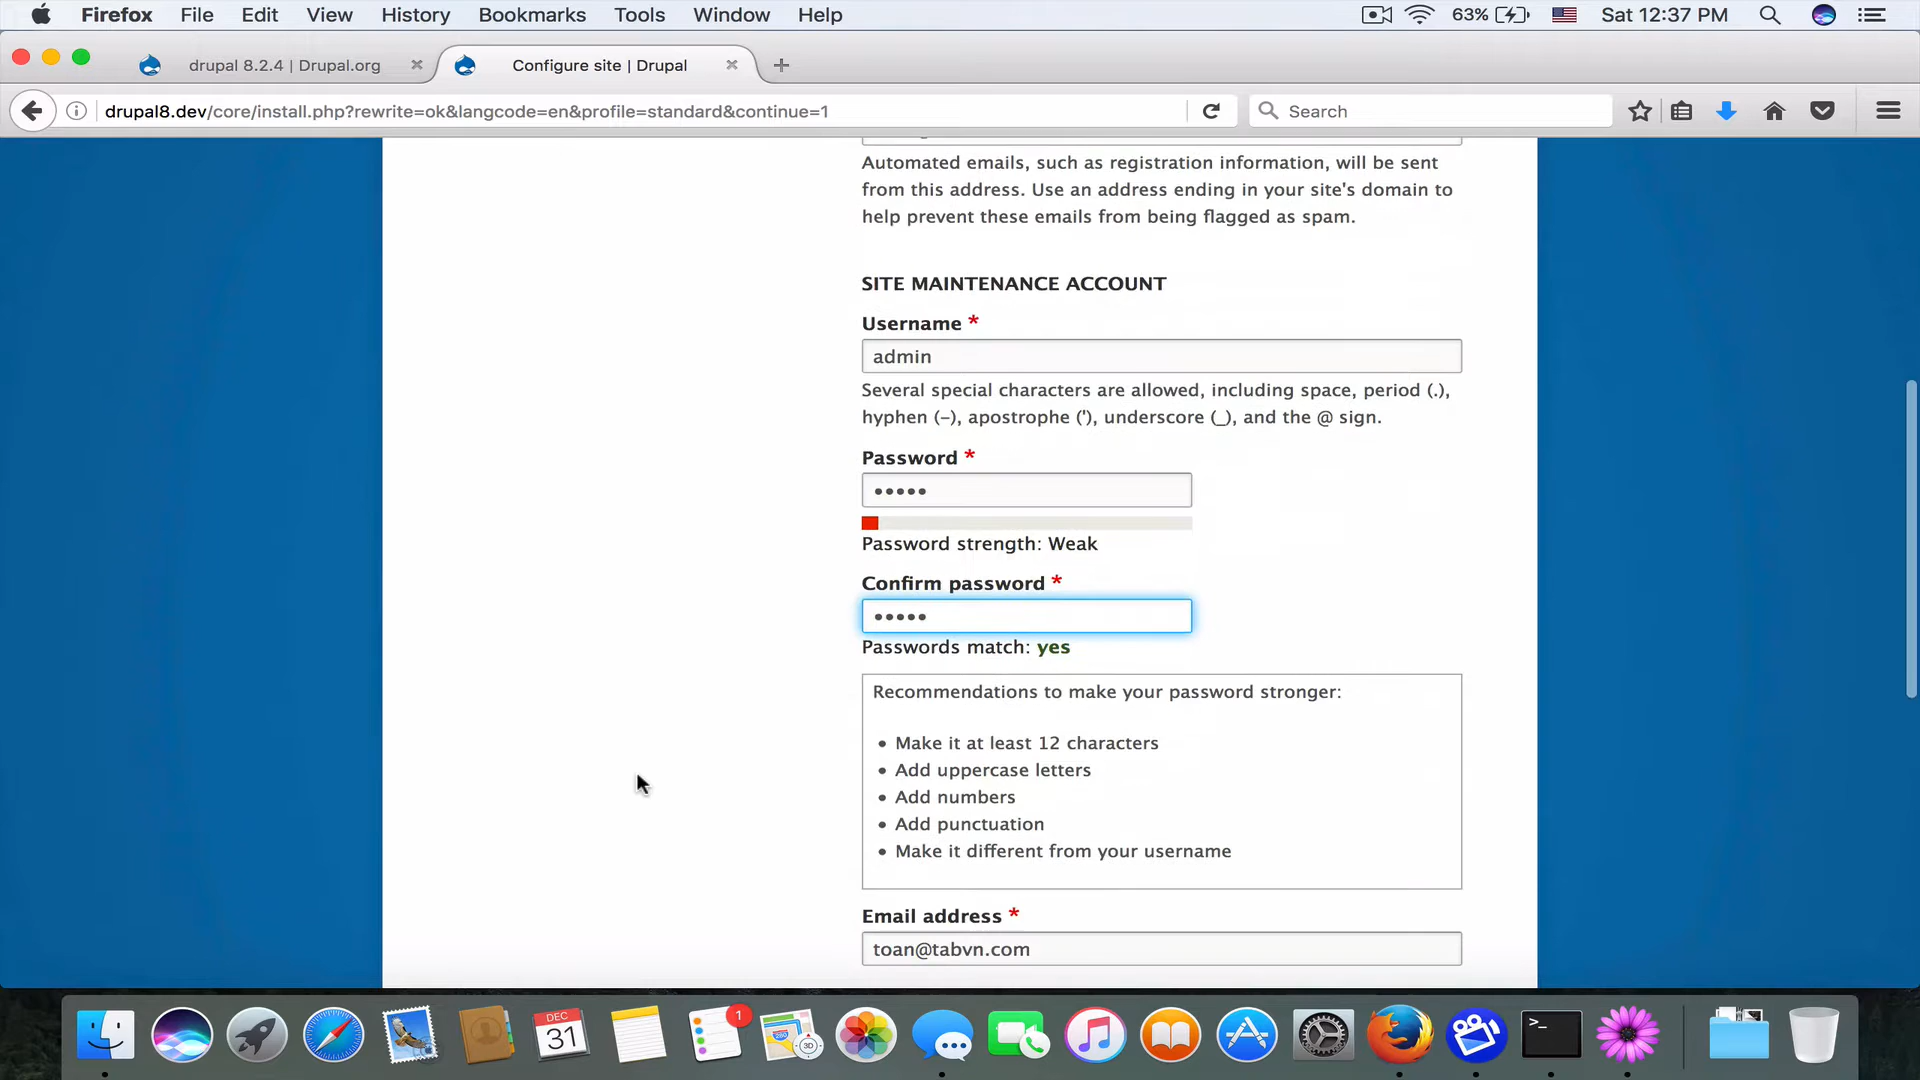 Firefox File Edit View History Bookmarks Tools Window Help 63% Sat 12:37 PM
drupal 8.2.4 | Drupal.org
Configure site | Drupal
drupal8.dev/core/install.php?rewrite=ok&langcode=en&profile=standard&continue=1
Search
Automated emails, such as registration information, will be sent
from this address. Use an address ending in your site's domain to
help prevent these emails from being flagged as spam.
SITE MAINTENANCE ACCOUNT
Username *
admin
Several special characters are allowed, including space, period (.),
hyphen (-), apostrophe ('), underscore (_), and the @ sign.
Password *
•••••
Password strength: Weak
Confirm password *
•••••
Passwords match: yes
Recommendations to make your password stronger:
• Make it at least 12 characters
• Add uppercase letters
• Add numbers
• Add punctuation
• Make it different from your username
Email address *
toan@tabvn.com
DEC
31
1
3D
>_